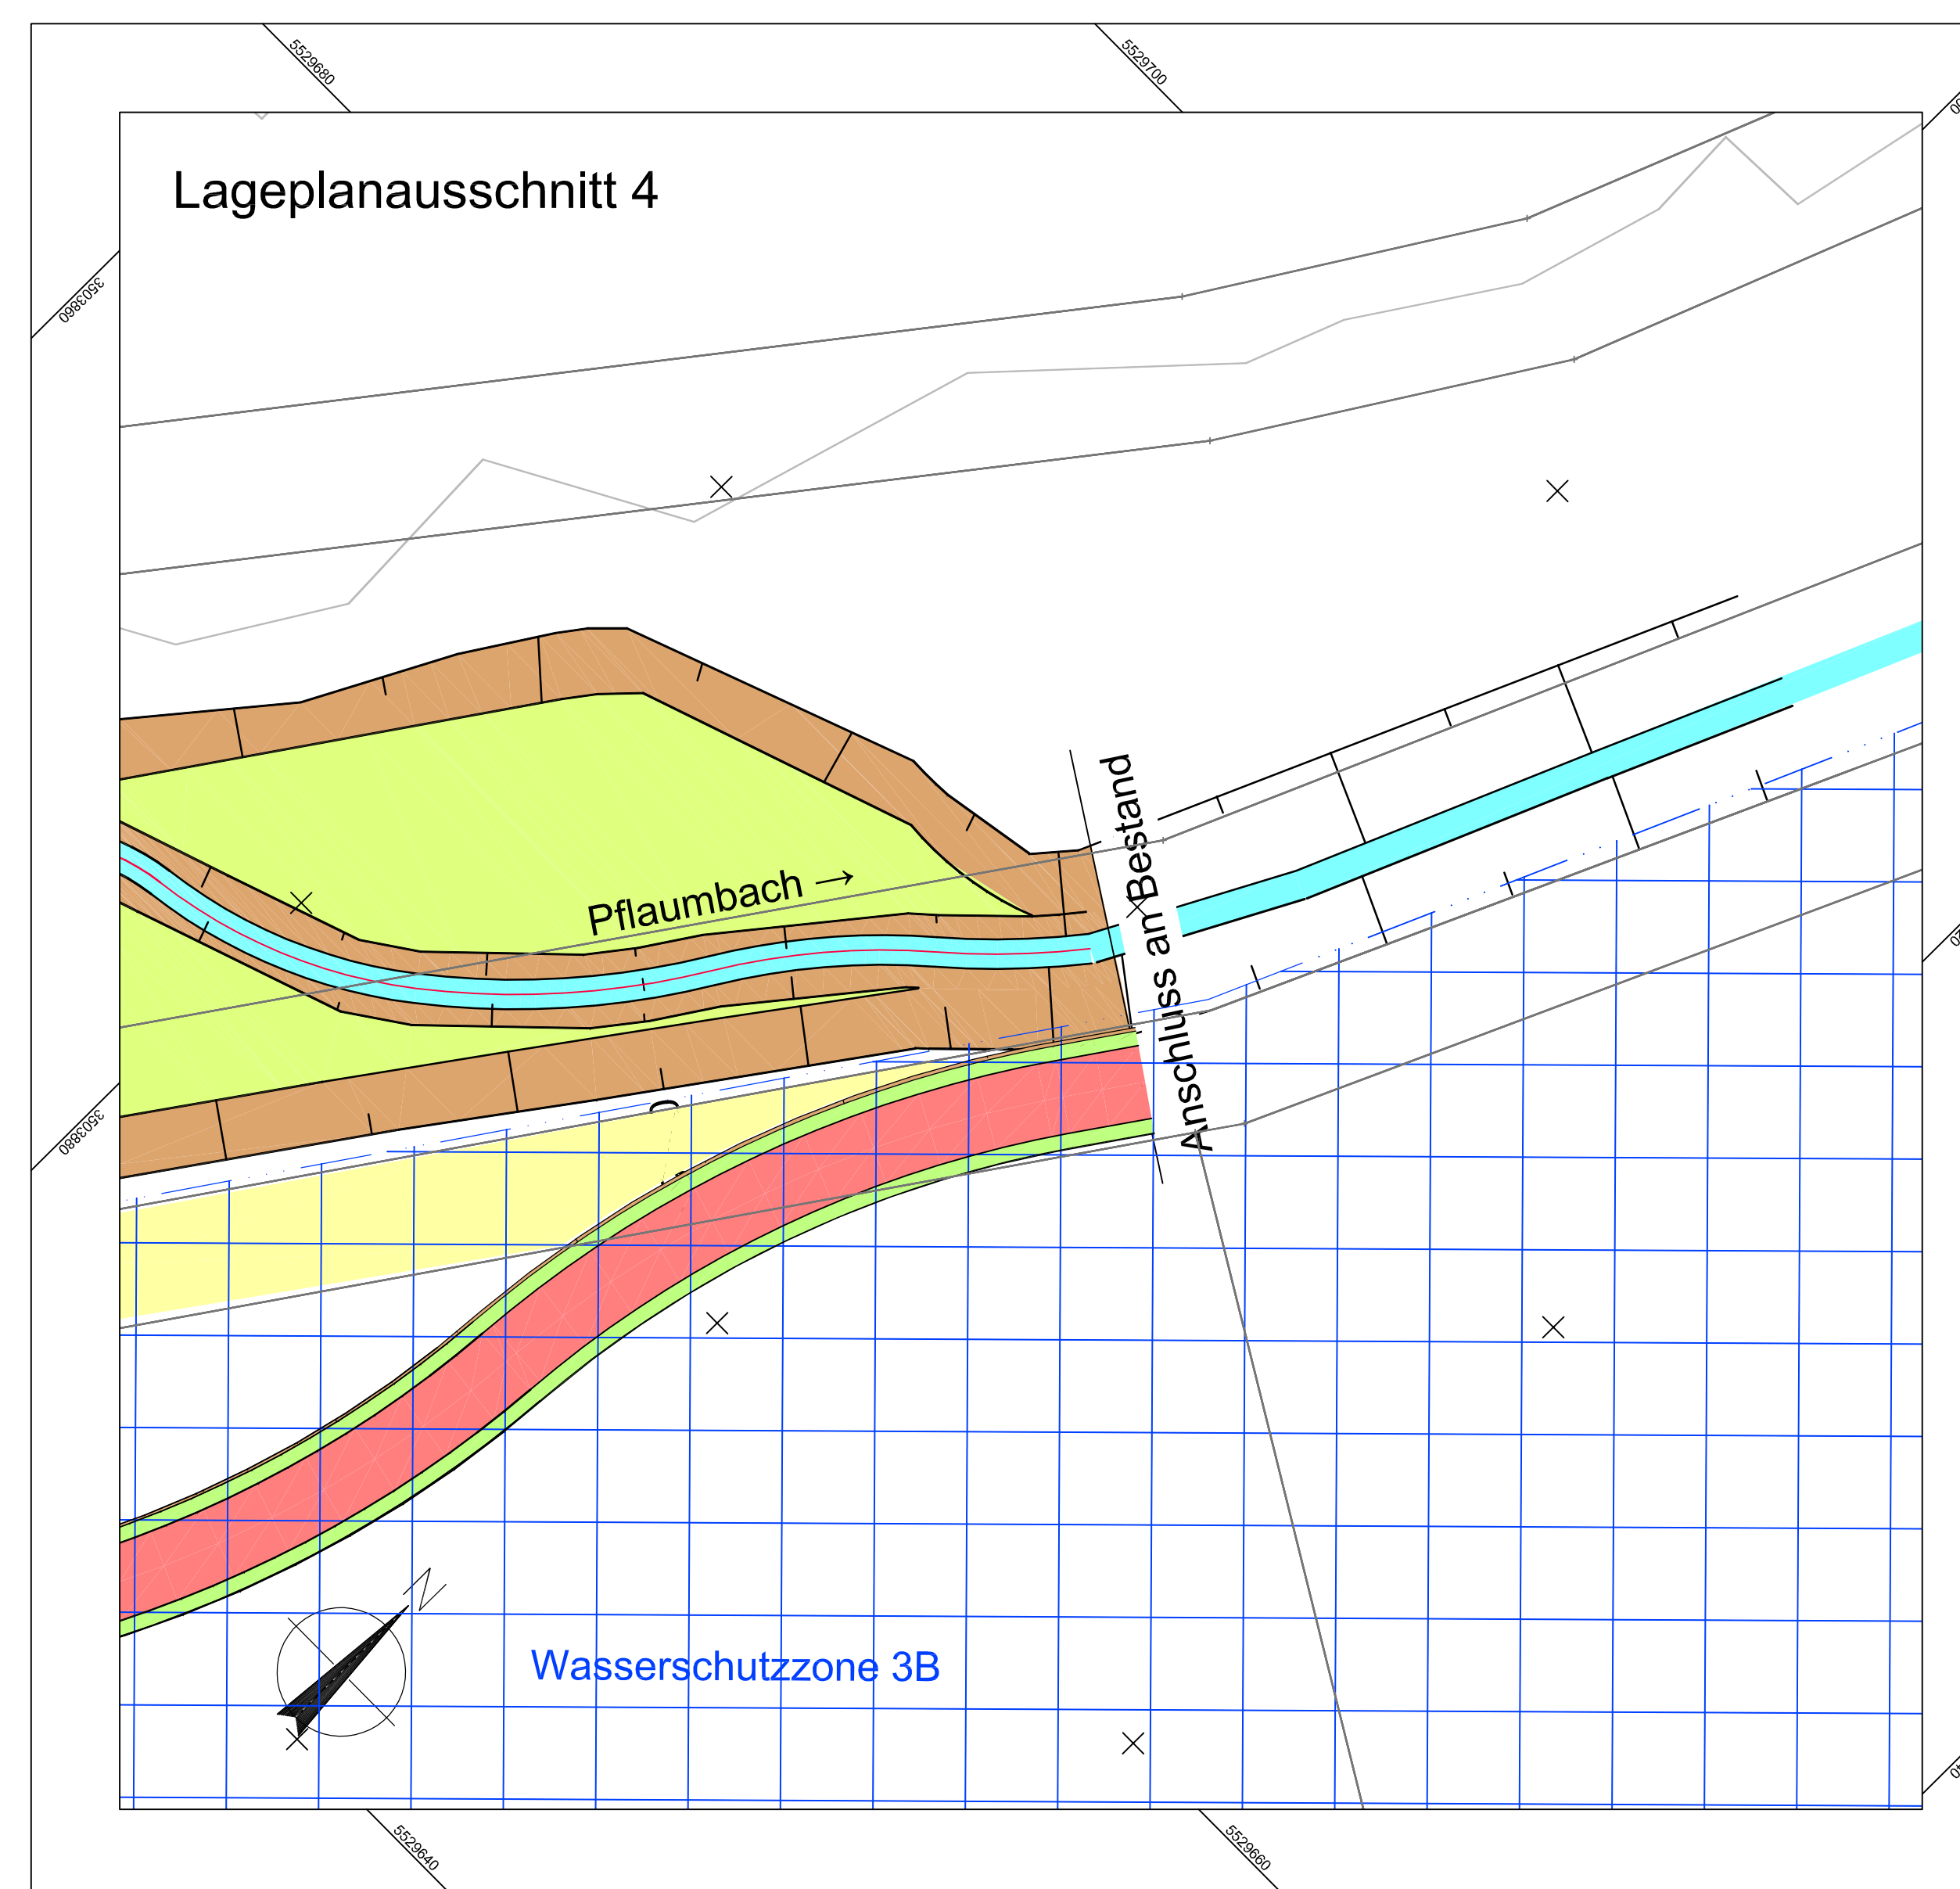 5529680
5529700
Lageplanausschnitt 4
3503860
Pflaumbach →
Anschluss an Bestand
3503880
N
Wasserschutzzone 3B
5529640
5529660